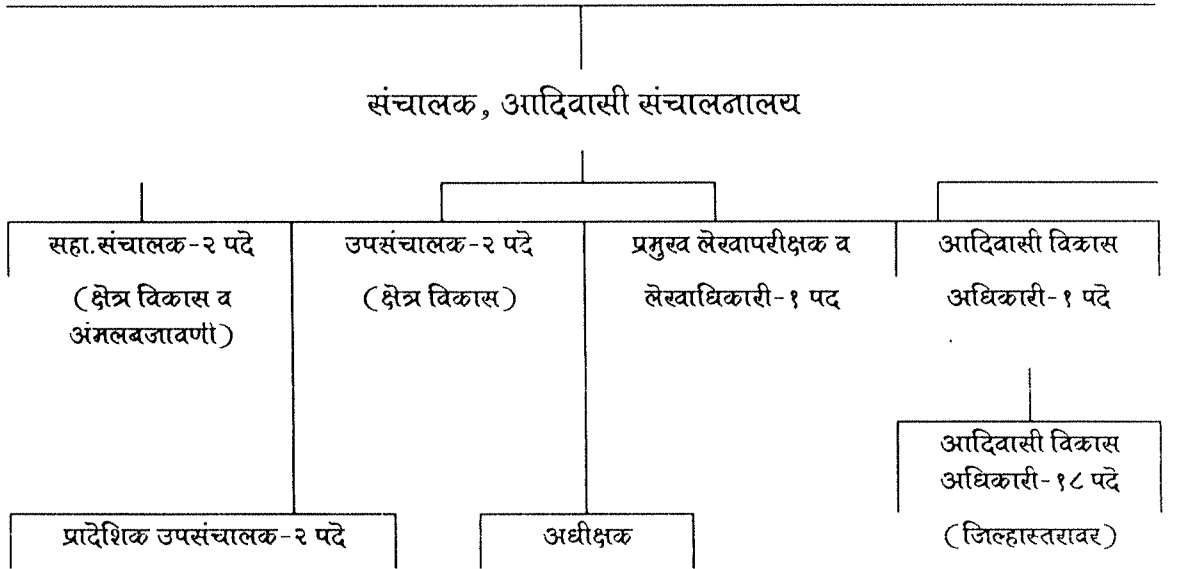 संचालक, आदिवासी संचालनालय
सहा.संचालक-२ पदे
(क्षेत्र विकास व
अंमलबजावणी)
उपसंचालक-२ पदे
(क्षेत्र विकास)
प्रमुख लेखापरीक्षक व
लेखाधिकारी-१ पद
आदिवासी विकास
अधिकारी-१ पदे
आदिवासी विकास
अधिकारी-१८ पदे
(जिल्हास्तरावर)
प्रादेशिक उपसंचालक-२ पदे
अधीक्षक